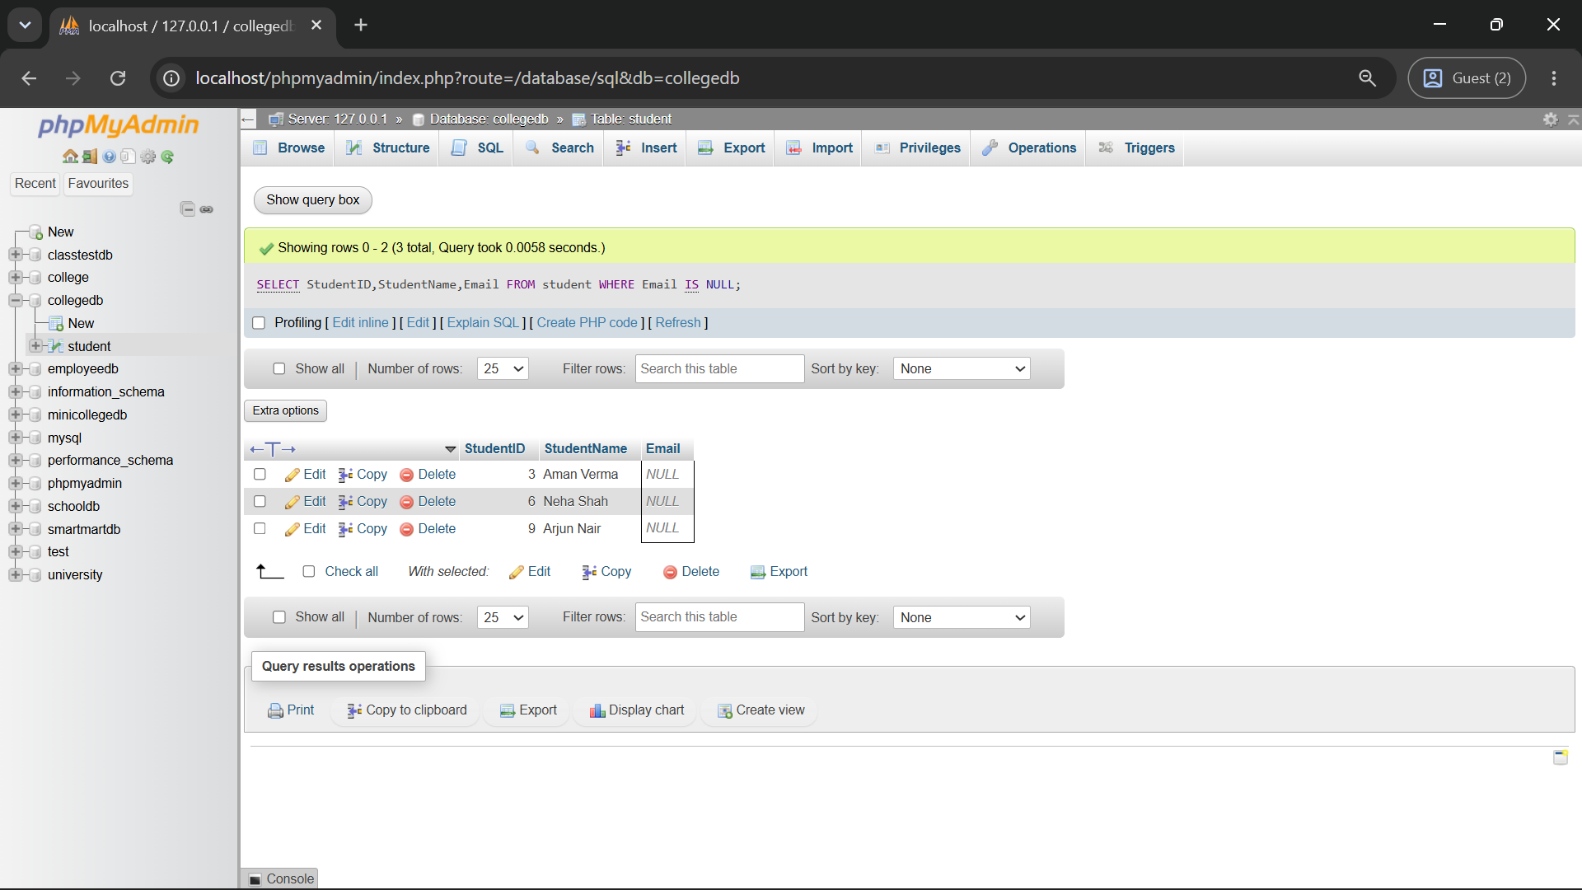 localhost / 127.0.0.1 / collegedb
localhost/phpmyadmin/index.php?route=/database/sql&db=collegedb
Guest (2)
phpMyAdmin
Recent Favourites
New
classtestdb
college
collegedb
New
student
employeedb
information_schema
minicollegedb
mysql
performance_schema
phpmyadmin
schooldb
smartmartdb
test
university
Server: 127.0.0.1 » Database: collegedb » Table: student
Browse Structure SQL Search Insert Export Import Privileges Operations Triggers
Show query box
Showing rows 0 - 2 (3 total, Query took 0.0058 seconds.)
SELECT StudentID,StudentName,Email FROM student WHERE Email IS NULL;
Profiling [ Edit inline ] [ Edit ] [ Explain SQL ] [ Create PHP code ] [ Refresh ]
Show all | Number of rows: 25 Filter rows: Search this table Sort by key: None
Extra options
StudentID StudentName Email
Edit Copy Delete 3 Aman Verma NULL
Edit Copy Delete 6 Neha Shah NULL
Edit Copy Delete 9 Arjun Nair NULL
Check all With selected: Edit Copy Delete Export
Show all | Number of rows: 25 Filter rows: Search this table Sort by key: None
Query results operations
Print Copy to clipboard Export Display chart Create view
Console